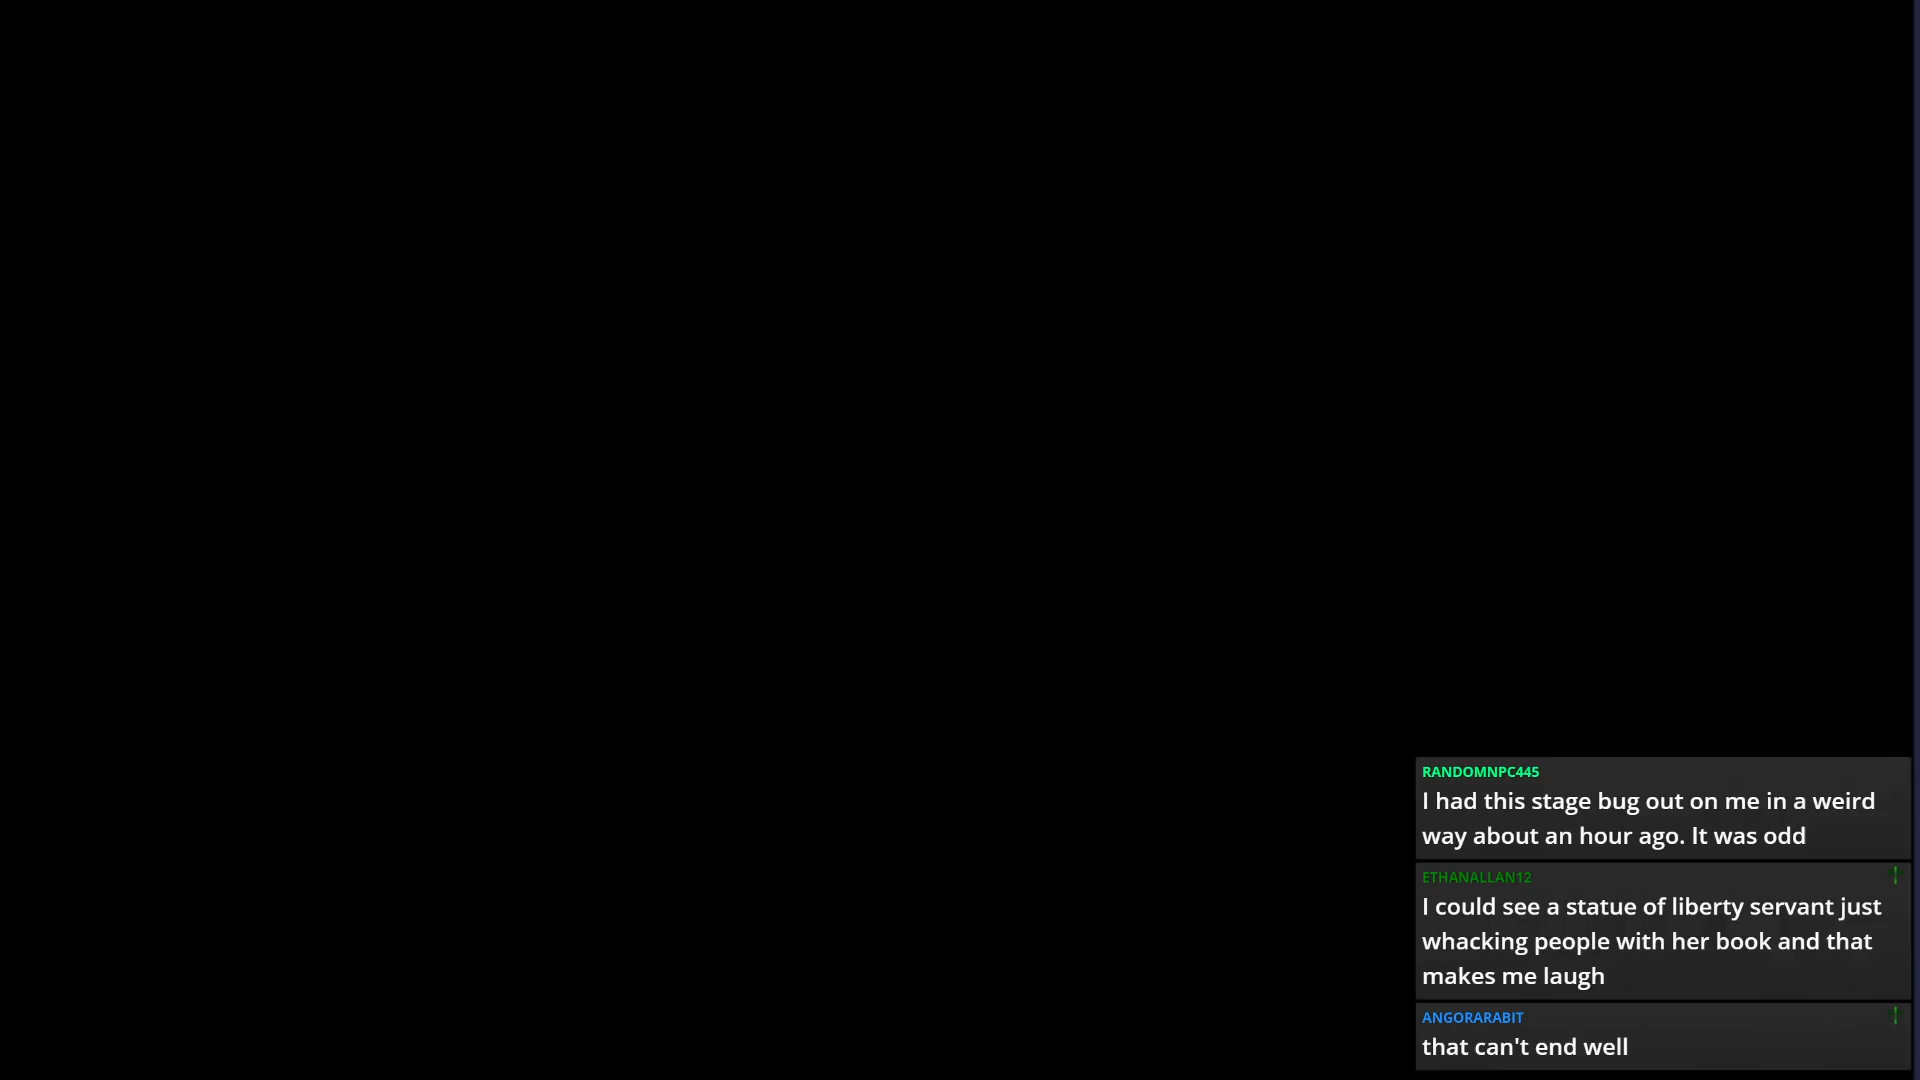 RANDOMNPC445
I had this stage bug out on me in a weird
way about an hour ago. It was odd
ETHANALLAN12
I could see a statue of liberty servant just
whacking people with her book and that
makes me laugh
ANGORARABIT
that can't end well